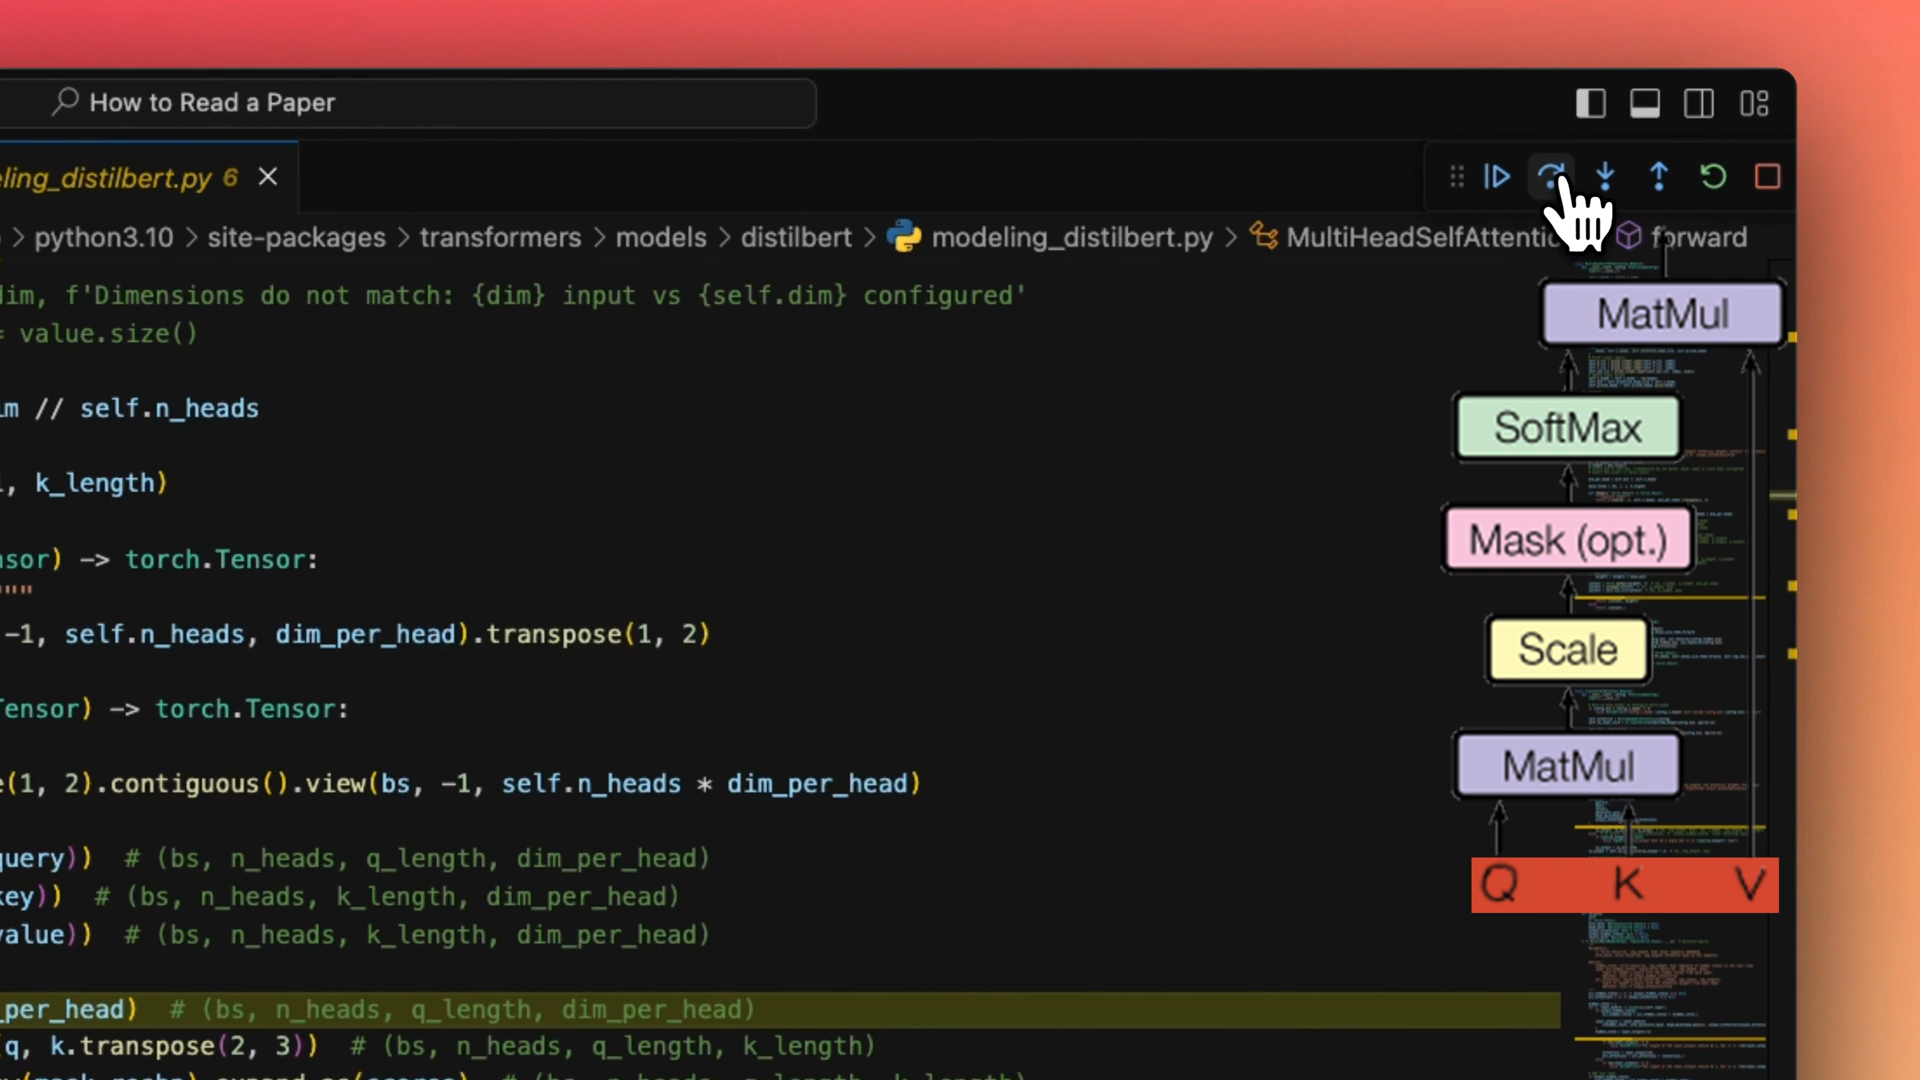 How to Read a Paper
ling_distilbert.py 6
python3.10 > site-packages > transformers > models > distilbert > modeling_distilbert.py > MultiHeadSelfAttentio forward
dim, f'Dimensions do not match: {dim} input vs {self.dim} configured'
= value.size()
MatMul
im // self.n_heads
SoftMax
, k_length)
Mask (opt.)
nsor) -> torch.Tensor:
"""
-1, self.n_heads, dim_per_head).transpose(1, 2)
Scale
Tensor) -> torch.Tensor:
e(1, 2).contiguous().view(bs, -1, self.n_heads * dim_per_head)
MatMul
query)) # (bs, n_heads, q_length, dim_per_head)
key)) # (bs, n_heads, k_length, dim_per_head)
Q K V
value)) # (bs, n_heads, k_length, dim_per_head)
_per_head) # (bs, n_heads, q_length, dim_per_head)
q, k.transpose(2, 3)) # (bs, n_heads, q_length, k_length)